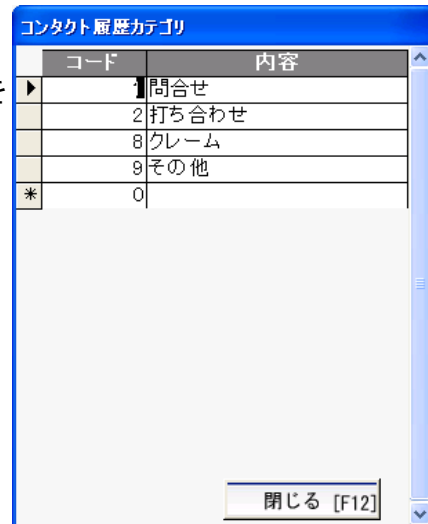 コンタクト履歴カテゴリ
コード 内容
1 問合せ
2 打ち合わせ
8 クレーム
9 その他
* 0
を
閉じる [F12]